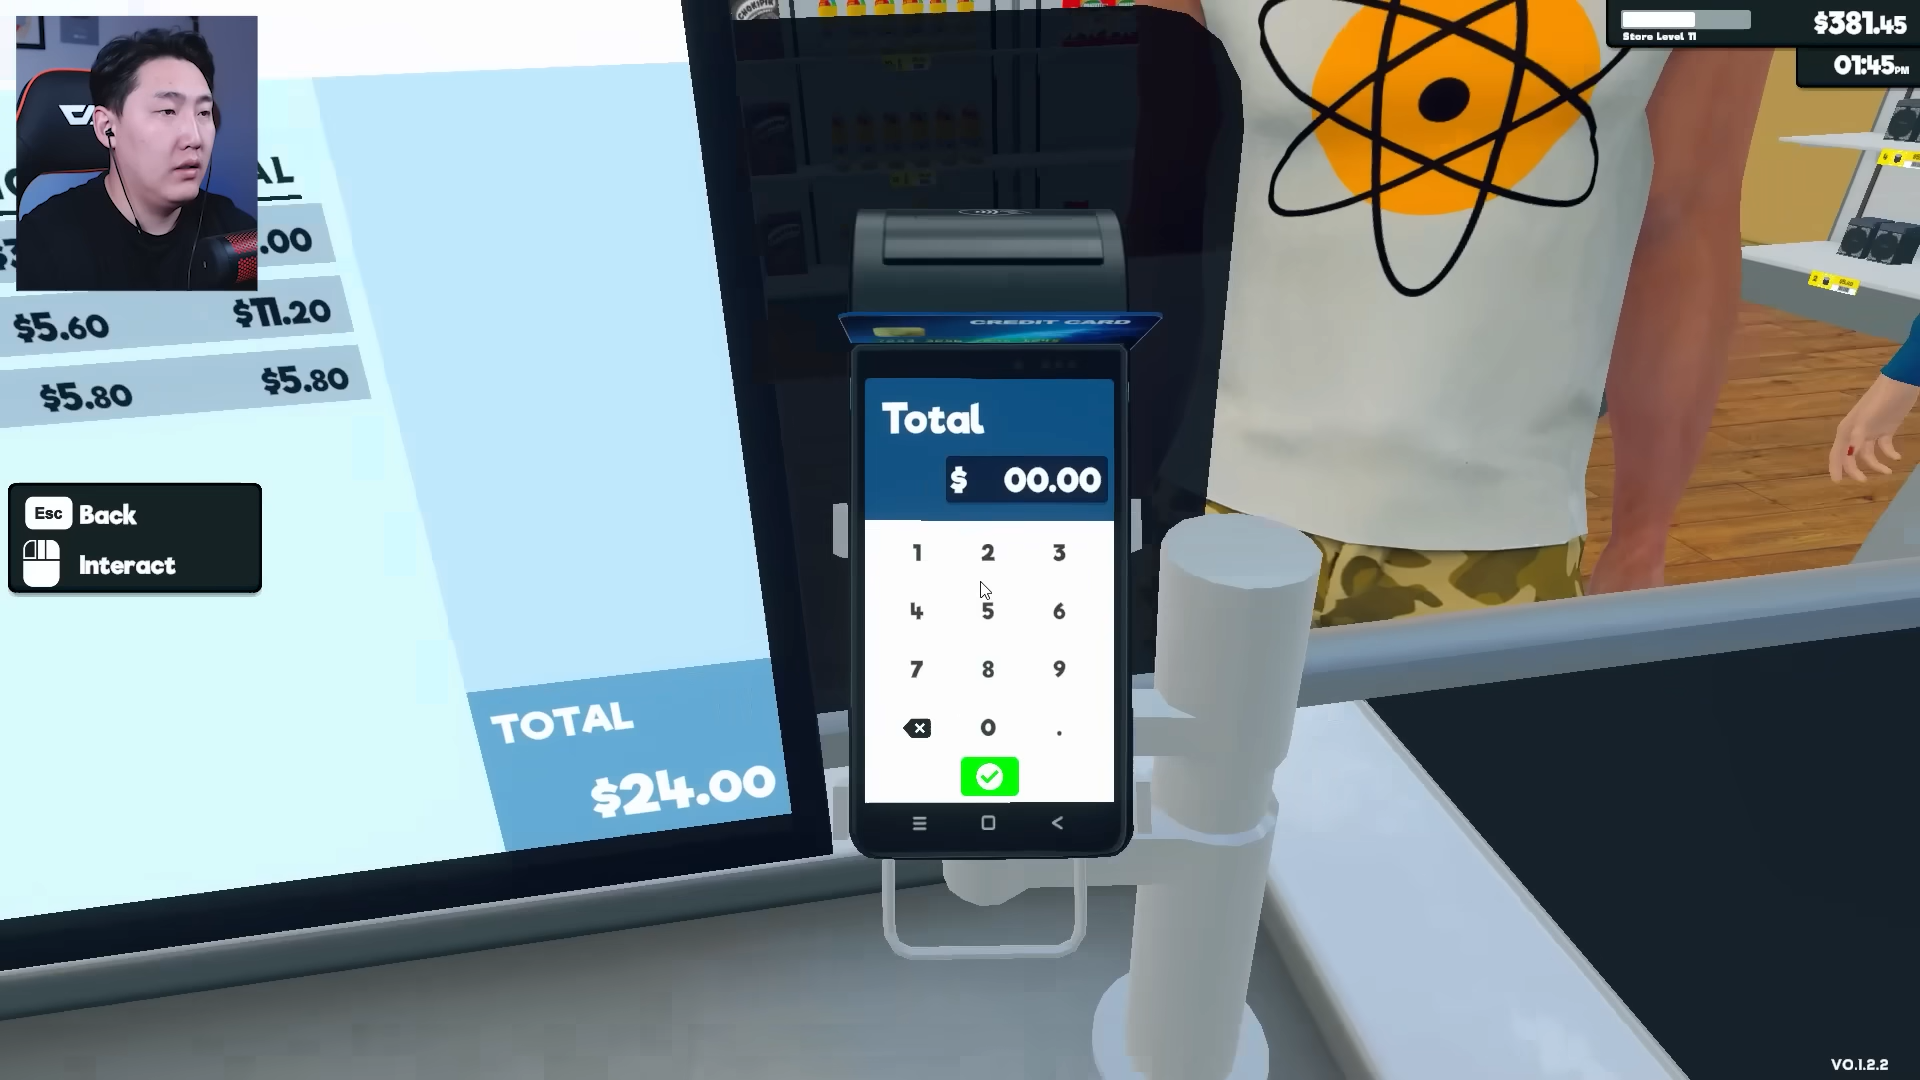 $381.45
Store Level 11
01:45PM
AL
.00
$5.60 $11.20
$5.80 $5.80
CREDIT CARD
Total
$ 00.00
Esc Back
Interact
1 2 3
4 5 6
7 8 9
0 .
TOTAL
$24.00
V0.1.2.2